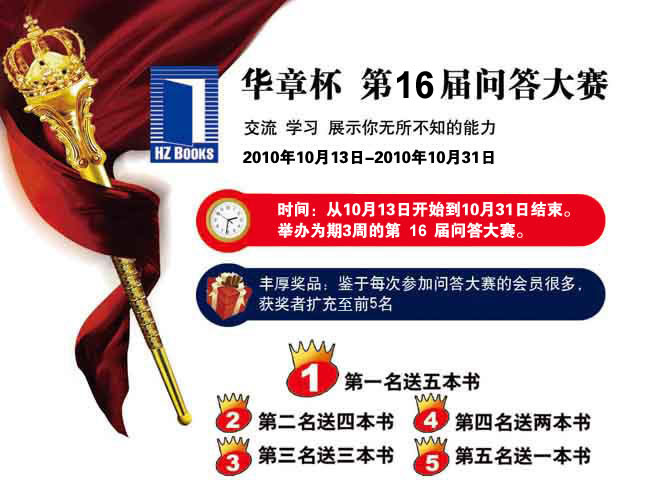 华章杯 第16届问答大赛
HZ BOOKS
交流 学习 展示你无所不知的能力
2010年10月13日-2010年10月31日
时间：从10月13日开始到10月31日结束。
举办为期3周的第 16 届问答大赛。
丰厚奖品：鉴于每次参加问答大赛的会员很多，
获奖者扩充至前5名
1 第一名送五本书
2 第二名送四本书
4 第四名送两本书
3 第三名送三本书
5 第五名送一本书